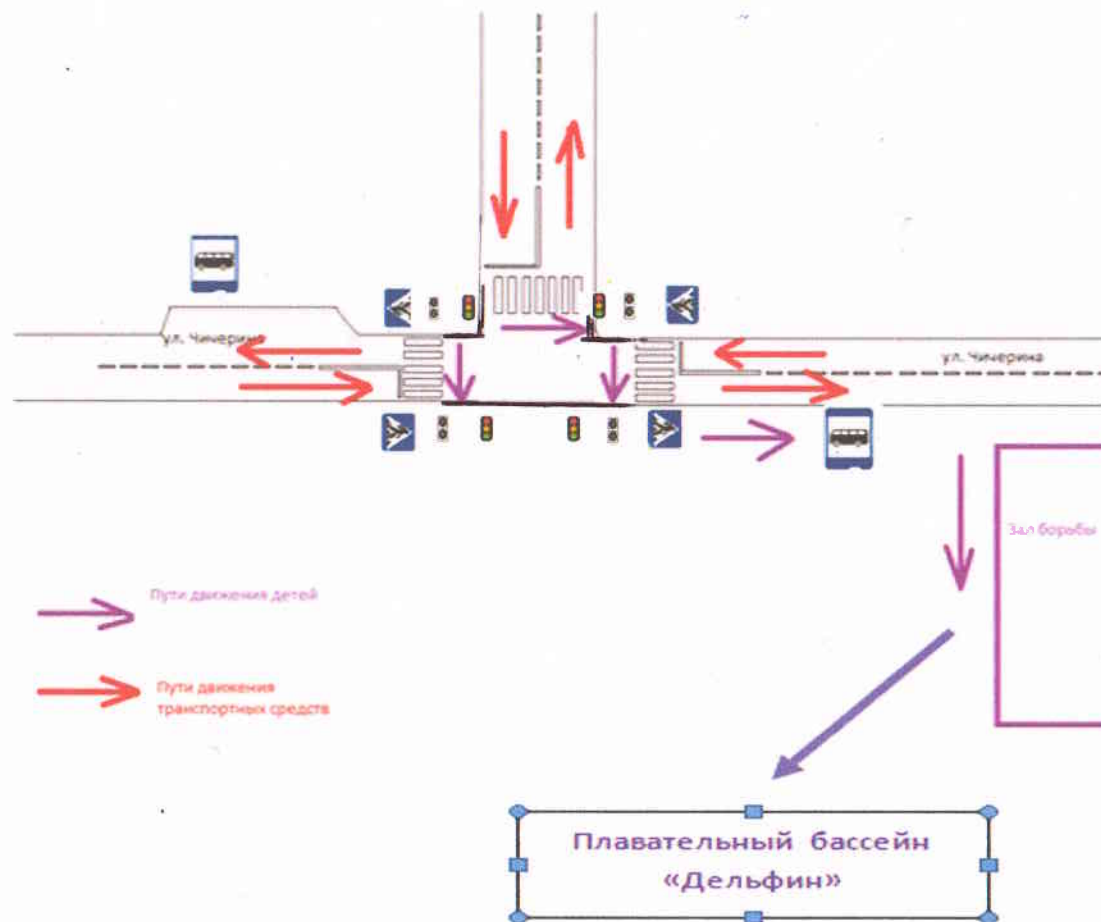 ул. Чичерина
ул. Чичерина
Зал борьбы
Пути движения детей
Пути движения
транспортных средств
Плавательный бассейн
«Дельфин»